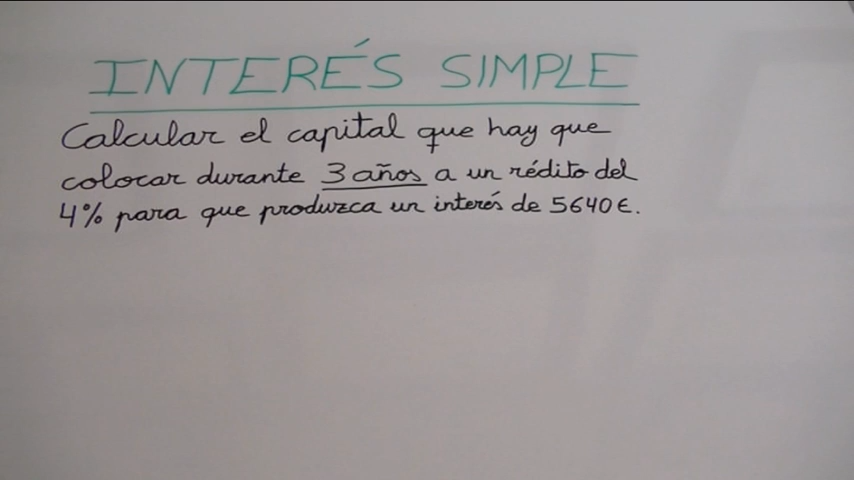 INTERÉS SIMPLE
Calcular el capital que hay que
colocar durante 3 años a un rédito del
4% para que produzca un interés de 5640€.